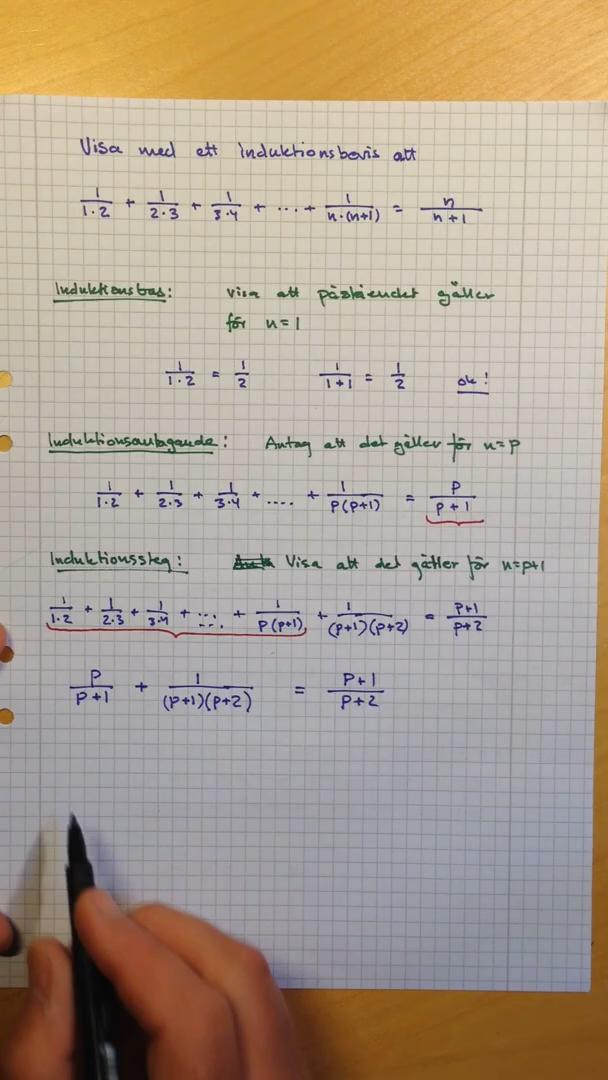 Visa med ett induktionsbevis att
1/(1·2) + 1/(2·3) + 1/(3·4) + ... + 1/(n·(n+1)) = n/(n+1)
Induktionsbas: visa att påståendet gäller
för n=1
1/(1·2) = 1/2 1/(1+1) = 1/2 ok!
Induktionsantagande: Antag att det gäller för n=p
1/(1·2) + 1/(2·3) + 1/(3·4) + .... + 1/(p(p+1)) = p/(p+1)
Induktionssteg: Visa att det gäller för n=p+1
1/(1·2) + 1/(2·3) + 1/(3·4) + ... + 1/(p(p+1)) + 1/((p+1)(p+2)) = (p+1)/(p+2)
p/(p+1) + 1/((p+1)(p+2)) = (p+1)/(p+2)